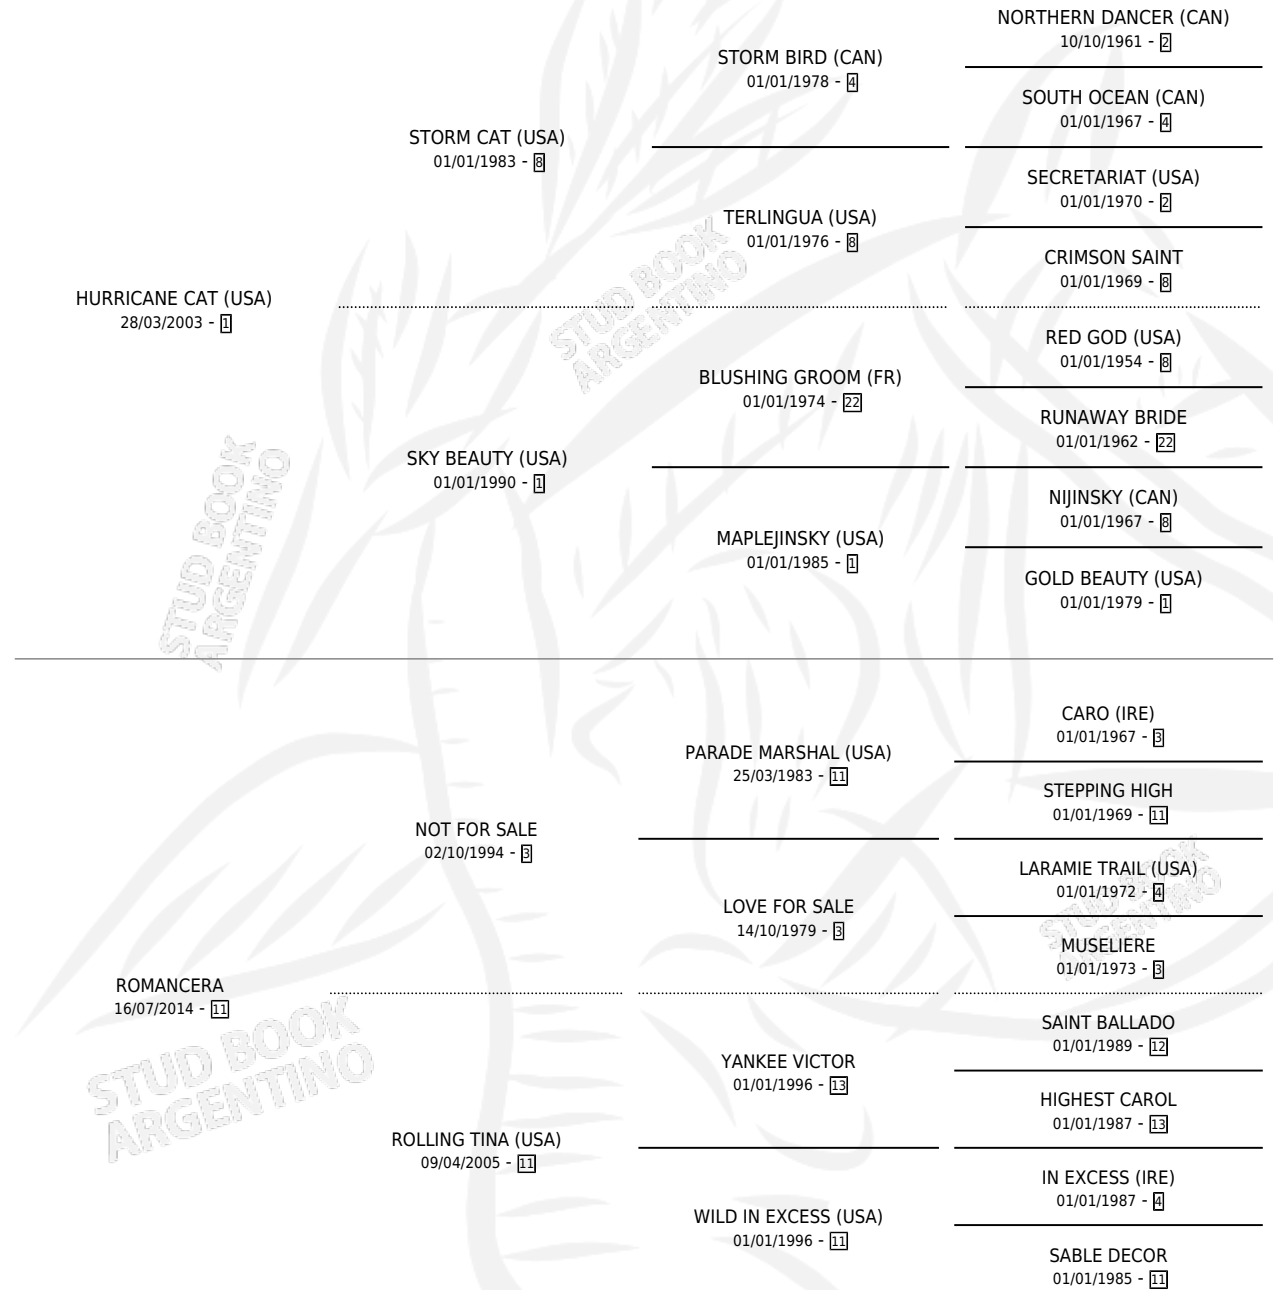 NORTHERN DANCER (CAN)
10/10/1961 - 2
STORM BIRD (CAN)
01/01/1978 - 4
SOUTH OCEAN (CAN)
01/01/1967 - 4
STORM CAT (USA)
01/01/1983 - 8
SECRETARIAT (USA)
01/01/1970 - 2
TERLINGUA (USA)
01/01/1976 - 8
CRIMSON SAINT
01/01/1969 - 8
HURRICANE CAT (USA)
28/03/2003 - 1
RED GOD (USA)
01/01/1954 - 8
BLUSHING GROOM (FR)
01/01/1974 - 22
RUNAWAY BRIDE
01/01/1962 - 22
SKY BEAUTY (USA)
01/01/1990 - 1
NIJINSKY (CAN)
01/01/1967 - 8
MAPLEJINSKY (USA)
01/01/1985 - 1
GOLD BEAUTY (USA)
01/01/1979 - 1
CARO (IRE)
01/01/1967 - 3
PARADE MARSHAL (USA)
25/03/1983 - 11
STEPPING HIGH
01/01/1969 - 11
NOT FOR SALE
02/10/1994 - 3
LARAMIE TRAIL (USA)
01/01/1972 - 4
LOVE FOR SALE
14/10/1979 - 3
MUSELIERE
01/01/1973 - 3
ROMANCERA
16/07/2014 - 11
SAINT BALLADO
01/01/1989 - 12
YANKEE VICTOR
01/01/1996 - 13
HIGHEST CAROL
01/01/1987 - 13
ROLLING TINA (USA)
09/04/2005 - 11
IN EXCESS (IRE)
01/01/1987 - 4
WILD IN EXCESS (USA)
01/01/1996 - 11
SABLE DECOR
01/01/1985 - 11
STUD BOOK
ARGENTINO
STUD BOOK
ARGENTINO
STUD BOOK
ARGENTINO
STUD BOOK
ARGENTINO